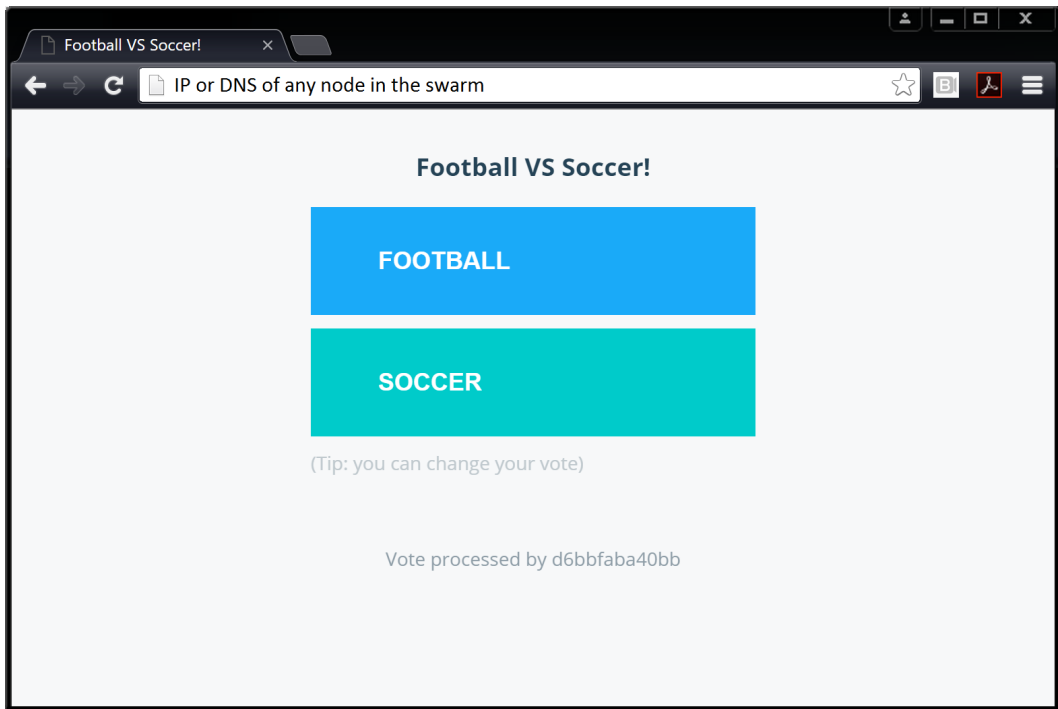 Football VS Soccer!
IP or DNS of any node in the swarm
Football VS Soccer!
FOOTBALL
SOCCER
(Tip: you can change your vote)
Vote processed by d6bbfaba40bb